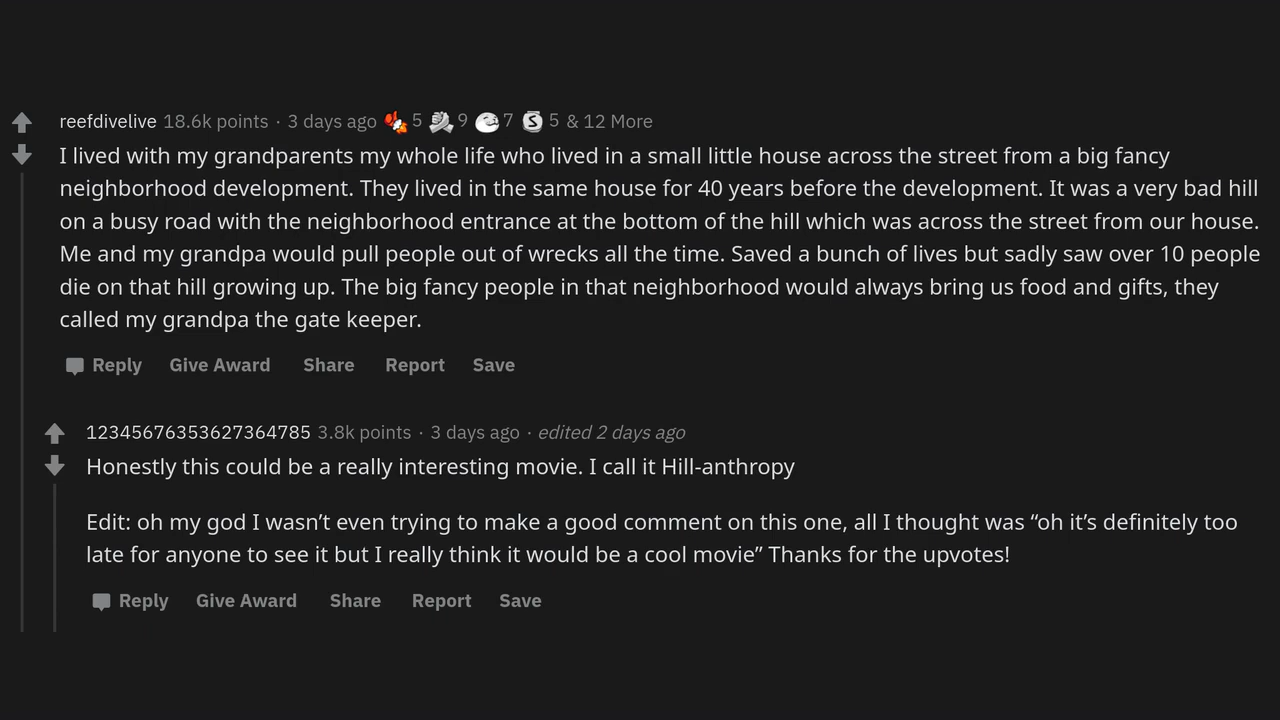 reefdivelive 18.6k points · 3 days ago 5 9 7 S 5 & 12 More
I lived with my grandparents my whole life who lived in a small little house across the street from a big fancy
neighborhood development. They lived in the same house for 40 years before the development. It was a very bad hill
on a busy road with the neighborhood entrance at the bottom of the hill which was across the street from our house.
Me and my grandpa would pull people out of wrecks all the time. Saved a bunch of lives but sadly saw over 10 people
die on that hill growing up. The big fancy people in that neighborhood would always bring us food and gifts, they
called my grandpa the gate keeper.
Reply Give Award Share Report Save
12345676353627364785 3.8k points · 3 days ago · edited 2 days ago
Honestly this could be a really interesting movie. I call it Hill-anthropy
Edit: oh my god I wasn’t even trying to make a good comment on this one, all I thought was “oh it’s definitely too
late for anyone to see it but I really think it would be a cool movie” Thanks for the upvotes!
Reply Give Award Share Report Save